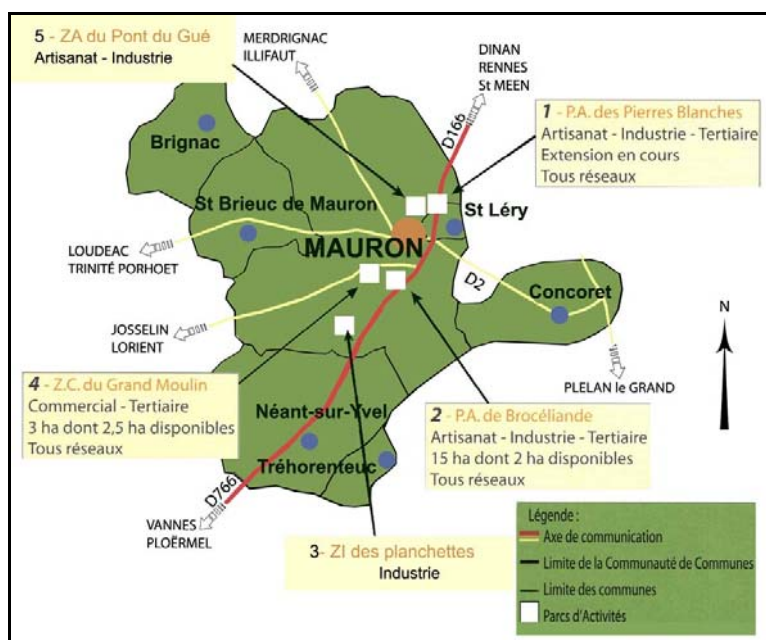 5 - ZA du Pont du Gué
Artisanat - Industrie
MERDRIGNAC
ILLIFAUT
DINAN
RENNES
St MEEN
D166
1 - P.A. des Pierres Blanches
Artisanat - Industrie - Tertiaire
Extension en cours
Tous réseaux
Brignac
St Brieuc de Mauron
St Léry
MAURON
LOUDEAC
TRINITÉ PORHOET
D2
Concoret
JOSSELIN
LORIENT
N
PLELAN le GRAND
4 - Z.C. du Grand Moulin
Commercial - Tertiaire
3 ha dont 2,5 ha disponibles
Tous réseaux
Néant-sur-Yvel
Tréhorenteuc
2 - P.A. de Brocéliande
Artisanat - Industrie - Tertiaire
15 ha dont 2 ha disponibles
Tous réseaux
D766
VANNES
PLOËRMEL
3- ZI des planchettes
Industrie
Légende :
Axe de communication
Limite de la Communauté de Communes
Limite des communes
Parcs d'Activités